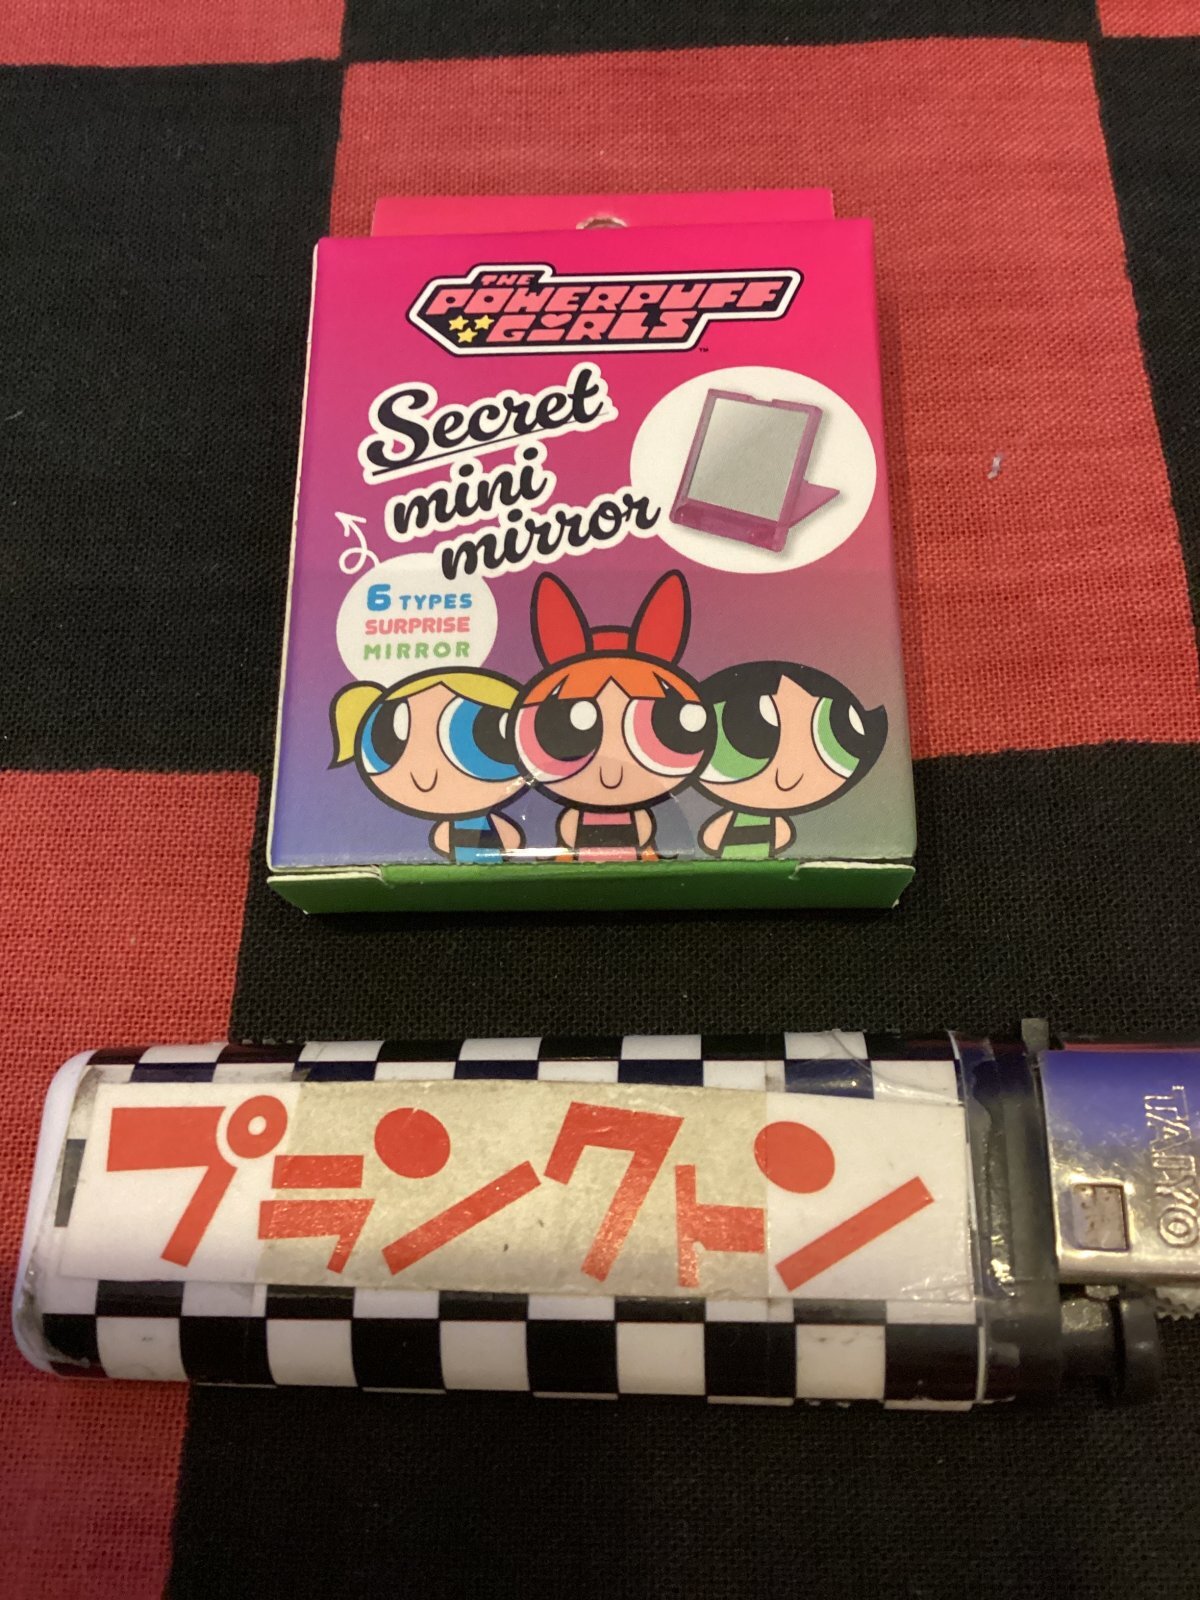 THE
POWERPUFF
GIRLS
TM
Secret
mini
mirror
6 TYPES
SURPRISE
MIRROR
プランクトン
TAIYO